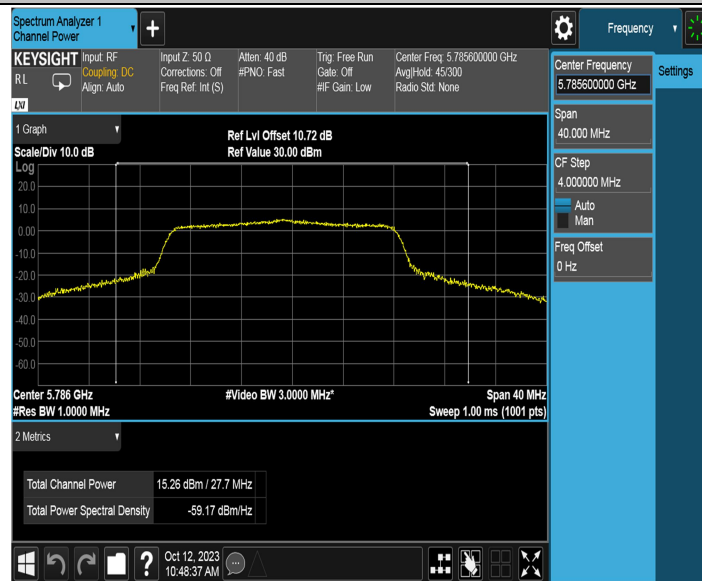 Spectrum Analyzer 1
Channel Power
+
Frequency
KEYSIGHT
RL
LXI
Input: RF
Coupling: DC
Align: Auto
Input Z: 50 Ω
Corrections: Off
Freq Ref: Int (S)
Atten: 40 dB
#PNO: Fast
Trig: Free Run
Gate: Off
#IF Gain: Low
Center Freq: 5.785600000 GHz
Avg|Hold: 45/300
Radio Std: None
Center Frequency
5.785600000 GHz
Settings
Span
40.000 MHz
CF Step
4.000000 MHz
Auto
Man
Freq Offset
0 Hz
1 Graph
Scale/Div 10.0 dB
Ref Lvl Offset 10.72 dB
Ref Value 30.00 dBm
Log
20.0
10.0
0.00
-10.0
-20.0
-30.0
-40.0
-50.0
-60.0
Center 5.786 GHz
#Res BW 1.0000 MHz
#Video BW 3.0000 MHz*
Span 40 MHz
Sweep 1.00 ms (1001 pts)
2 Metrics
Total Channel Power 15.26 dBm / 27.7 MHz
Total Power Spectral Density -59.17 dBm/Hz
?
Oct 12, 2023
10:48:37 AM